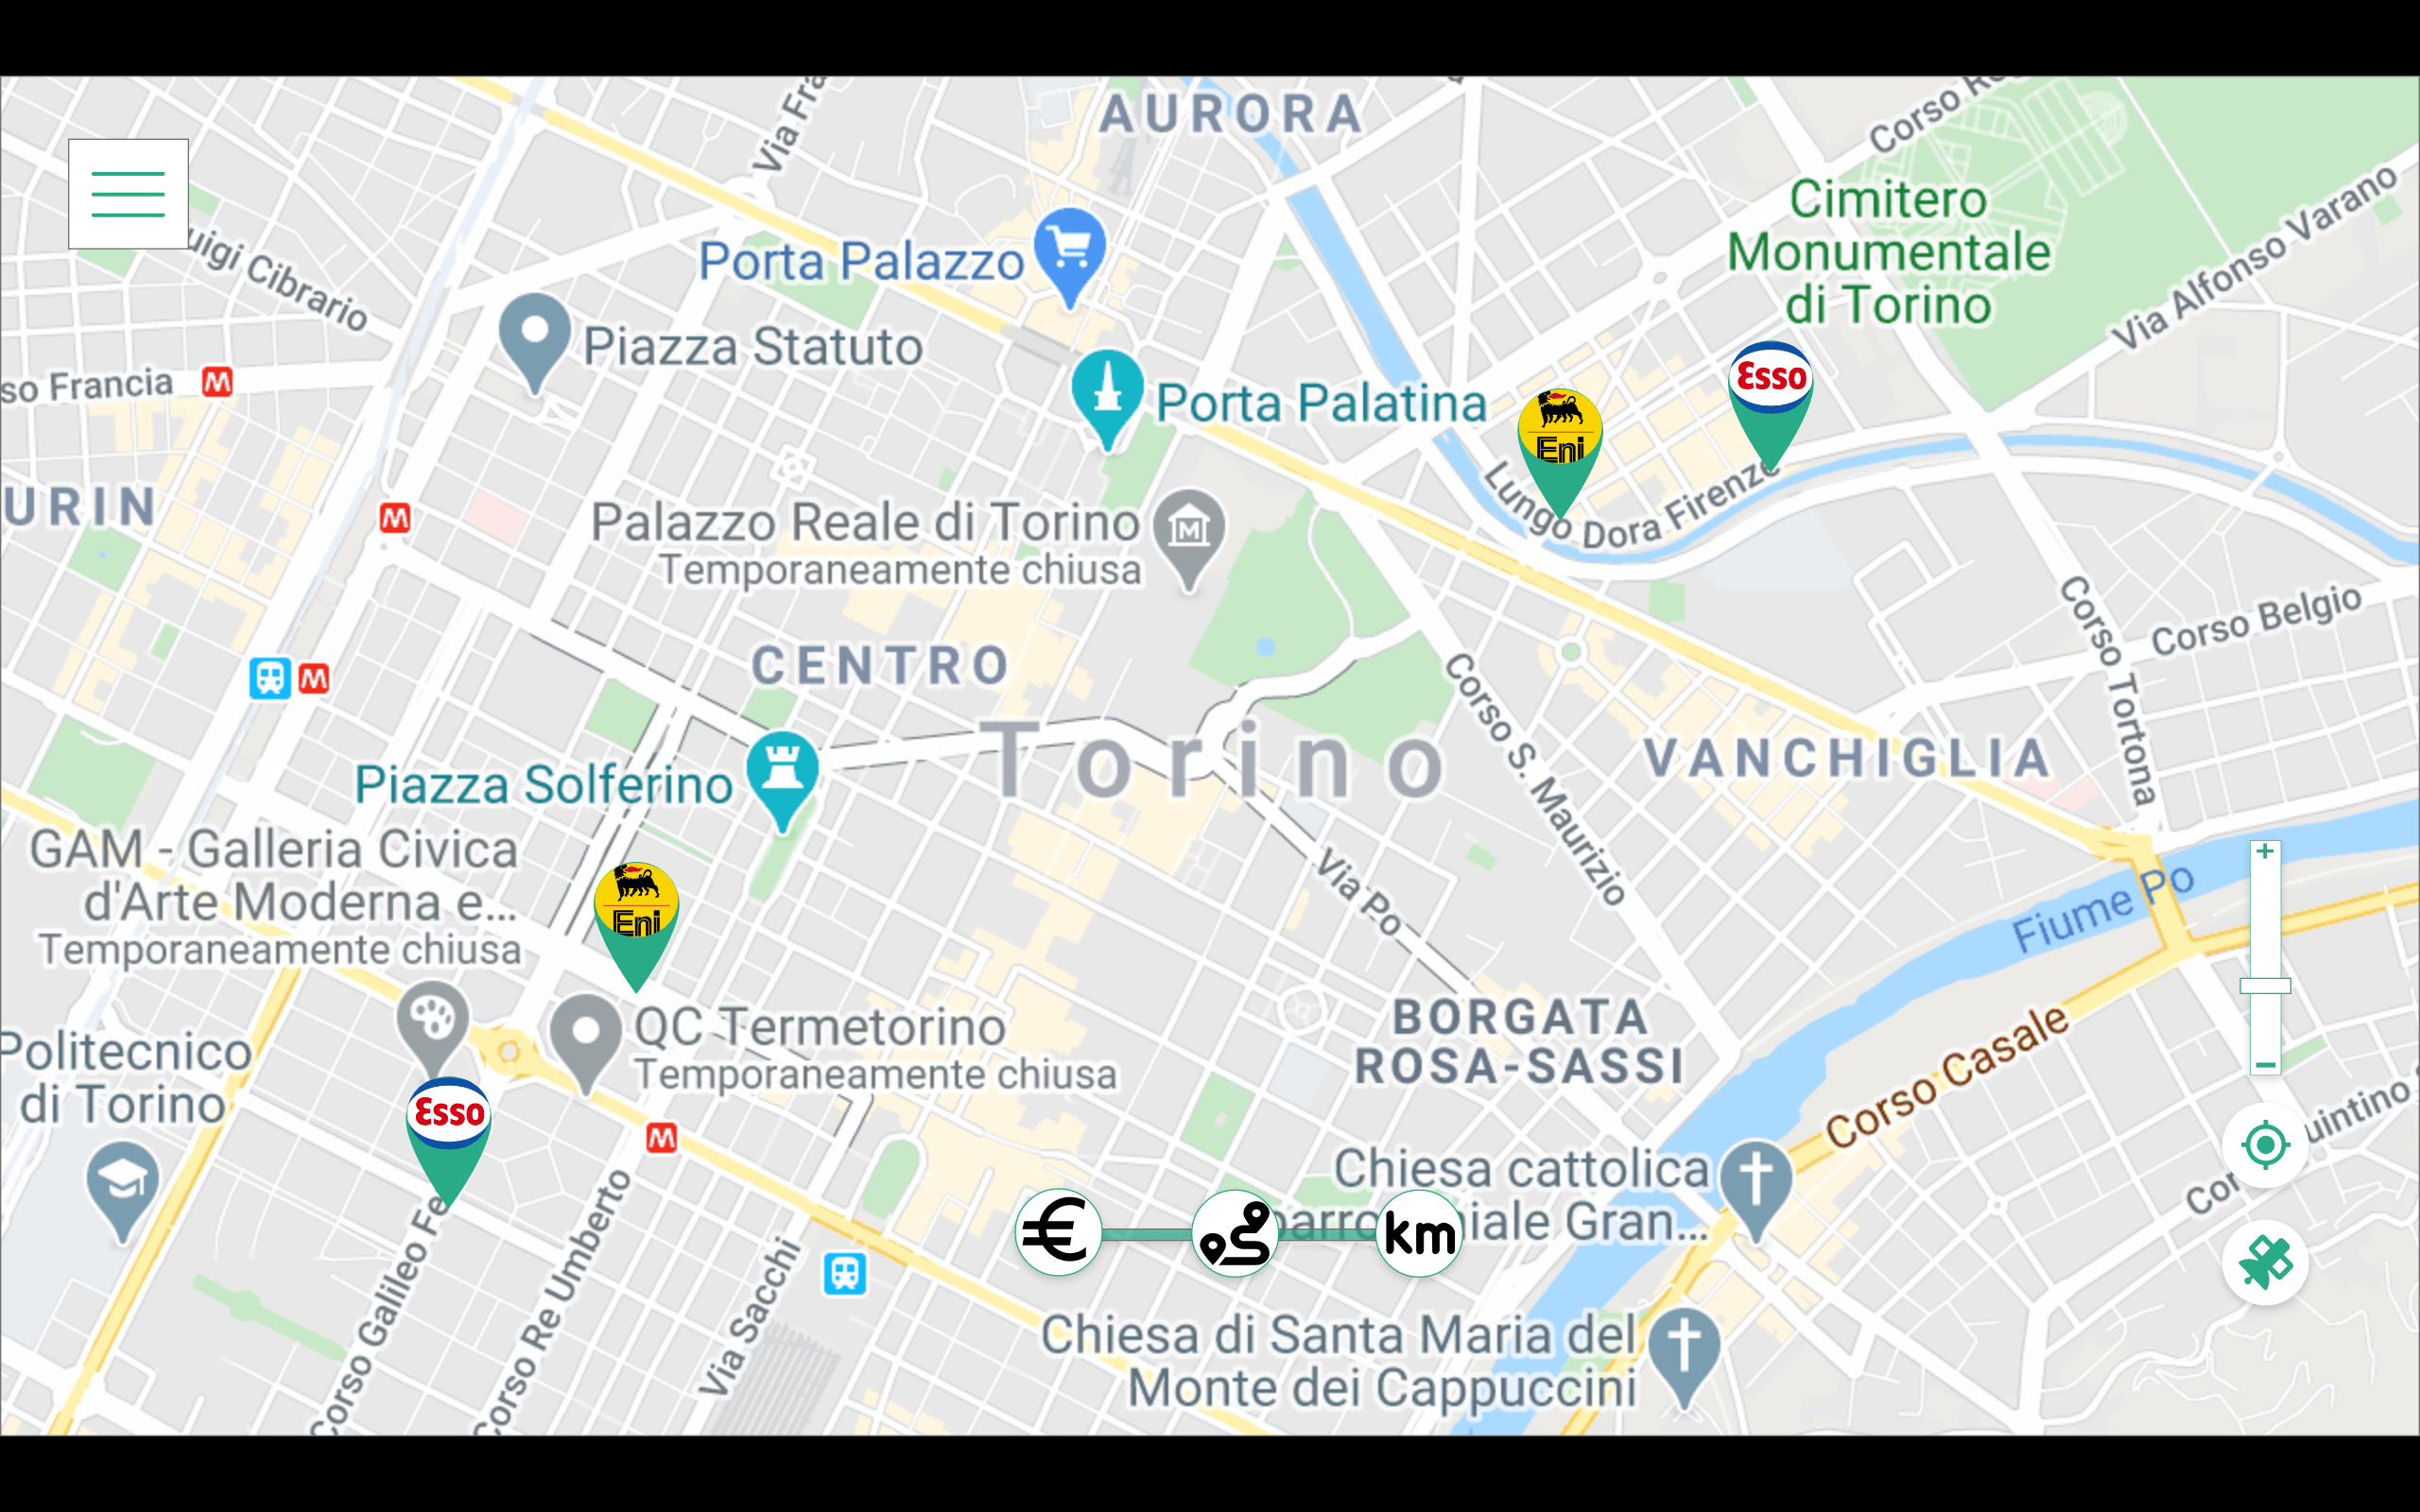 AURORA
Via Fra
Corso R
Cimitero
Monumentale
di Torino
Via Alfonso Varano
uigi Cibrario
Porta Palazzo
Piazza Statuto
so Francia
M
Porta Palatina
Esso
Eni
Lungo Dora Firenze
URIN
M
Palazzo Reale di Torino
Temporaneamente chiusa
M
Corso Belgio
Corso Tortona
CENTRO
M
Corso S. Maurizio
Torino
VANCHIGLIA
Piazza Solferino
GAM - Galleria Civica
d'Arte Moderna e...
Temporaneamente chiusa
Eni
Via Po
Fiume Po
+
−
QC Termetorino
Temporaneamente chiusa
BORGATA
ROSA-SASSI
Corso Casale
Politecnico
di Torino
Esso
M
uintino
Cor
Chiesa cattolica
parro niale Gran...
€
km
Corso Galileo Fe
Corso Re Umberto
Via Sacchi
Chiesa di Santa Maria del
Monte dei Cappuccini